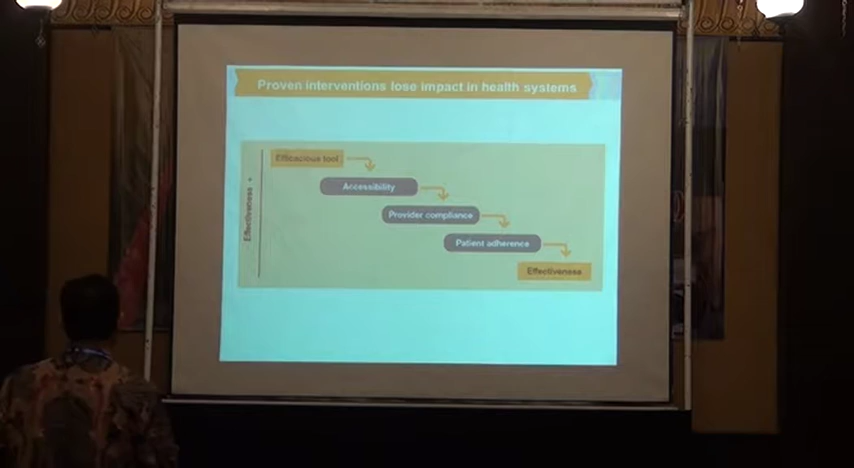 Proven interventions lose impact in health systems
Efficacious tool
Accessibility
Provider compliance
Patient adherence
Effectiveness
Effectiveness